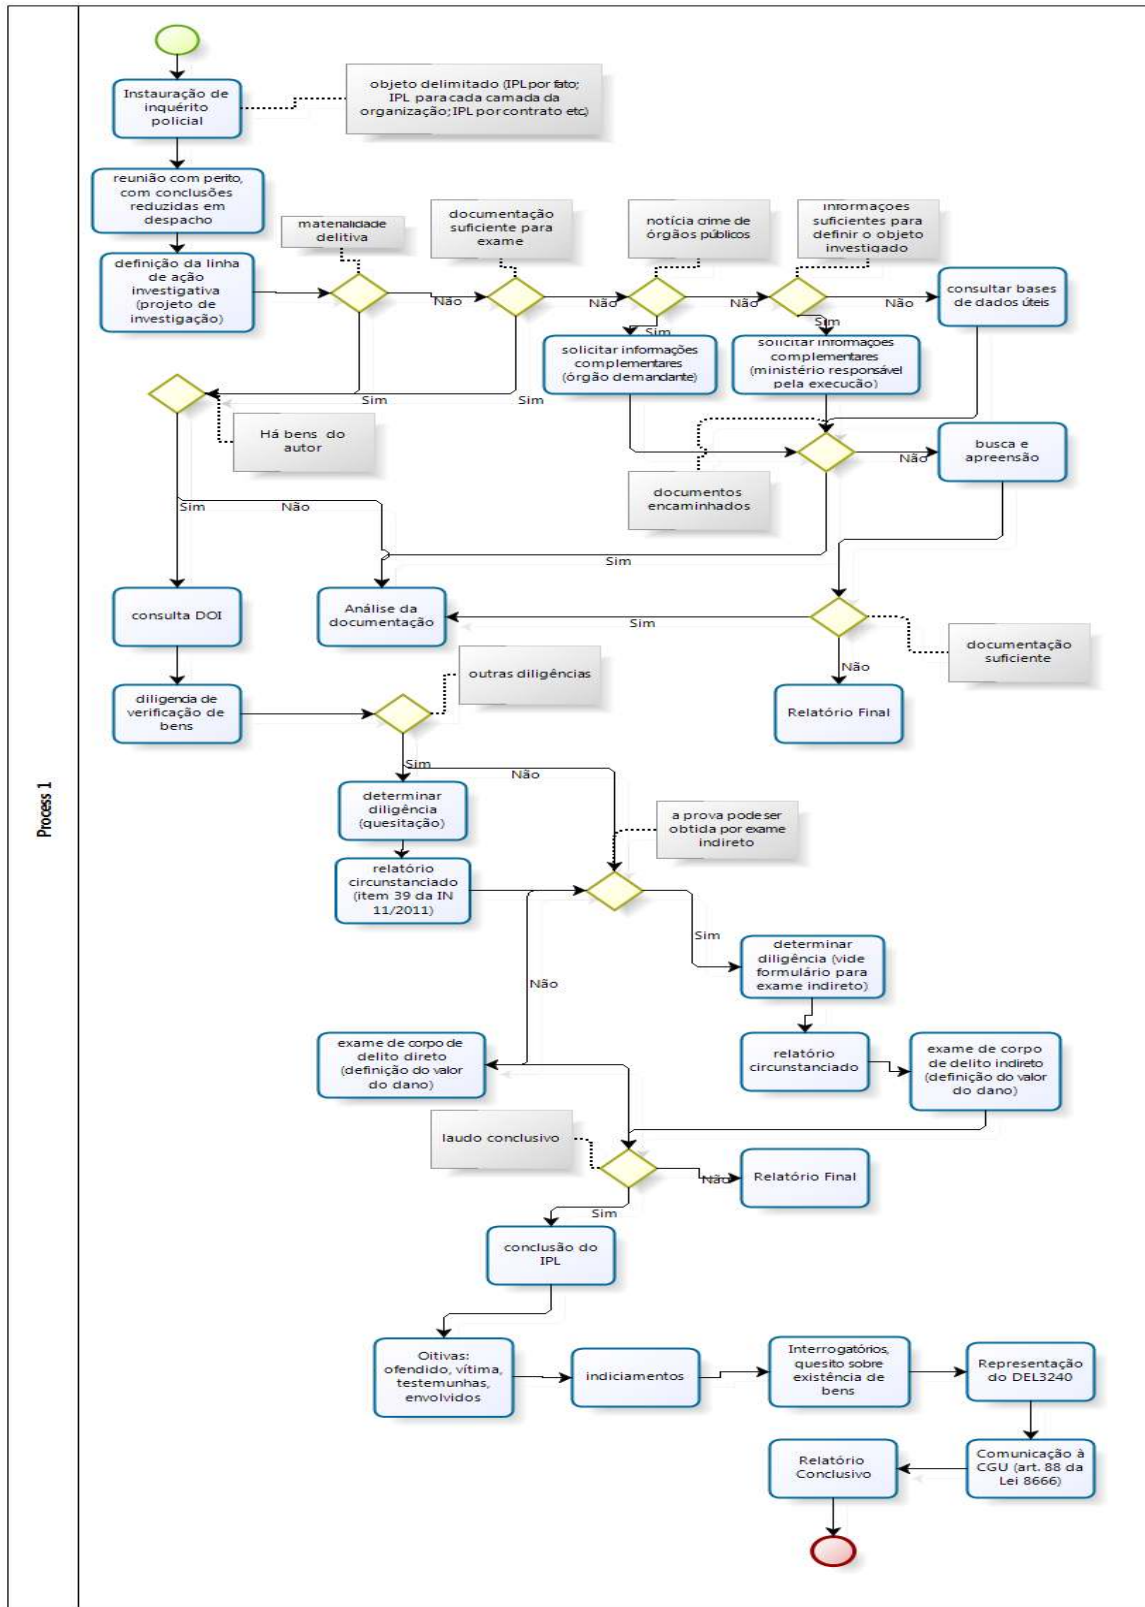 Process 1
Instauração de
inquérito
policial
objeto delimitado (IPL por fato;
IPL para cada camada da
organização; IPL por contrato etc)
reunião com perito,
com conclusões
reduzidas em
despacho
definição da linha
de ação
investigativa
(projeto de
investigação)
materialidade
delitiva
documentação
suficiente para
exame
notícia crime de
órgãos públicos
informações
suficientes para
definir o objeto
investigado
Não
Não
Não
Não
consultar bases
de dados úteis
Sim
Sim
solicitar informações
complementares
(órgão demandante)
solicitar informações
complementares
(ministério responsável
pela execução)
Sim
Sim
Há bens do
autor
documentos
encaminhados
Não
busca e
apreensão
Sim
Não
Sim
consulta DOI
Análise da
documentação
Sim
documentação
suficiente
Não
Relatório Final
outras diligências
diligencia de
verificação de
bens
Sim
Não
determinar
diligência
(quesitação)
a prova pode ser
obtida por exame
indireto
relatório
circunstanciado
(item 39 da IN
11/2011)
Sim
determinar
diligência (vide
formulário para
exame indireto)
Não
exame de corpo de
delito direto
(definição do valor
do dano)
relatório
circunstanciado
exame de corpo
de delito indireto
(definição do valor
do dano)
laudo conclusivo
Não
Relatório Final
Sim
conclusão do
IPL
Oitivas:
ofendido, vítima,
testemunhas,
envolvidos
indiciamentos
Interrogatórios,
quesito sobre
existência de
bens
Representação
do DEL3240
Relatório
Conclusivo
Comunicação à
CGU (art. 88 da
Lei 8666)